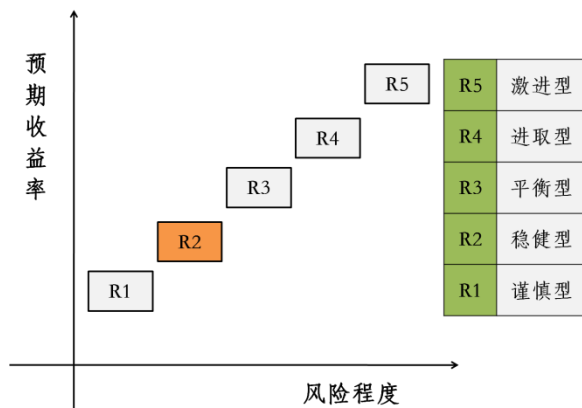 预期收益率
R5
R4
R3
R2
R1
风险程度
R5 激进型
R4 进取型
R3 平衡型
R2 稳健型
R1 谨慎型